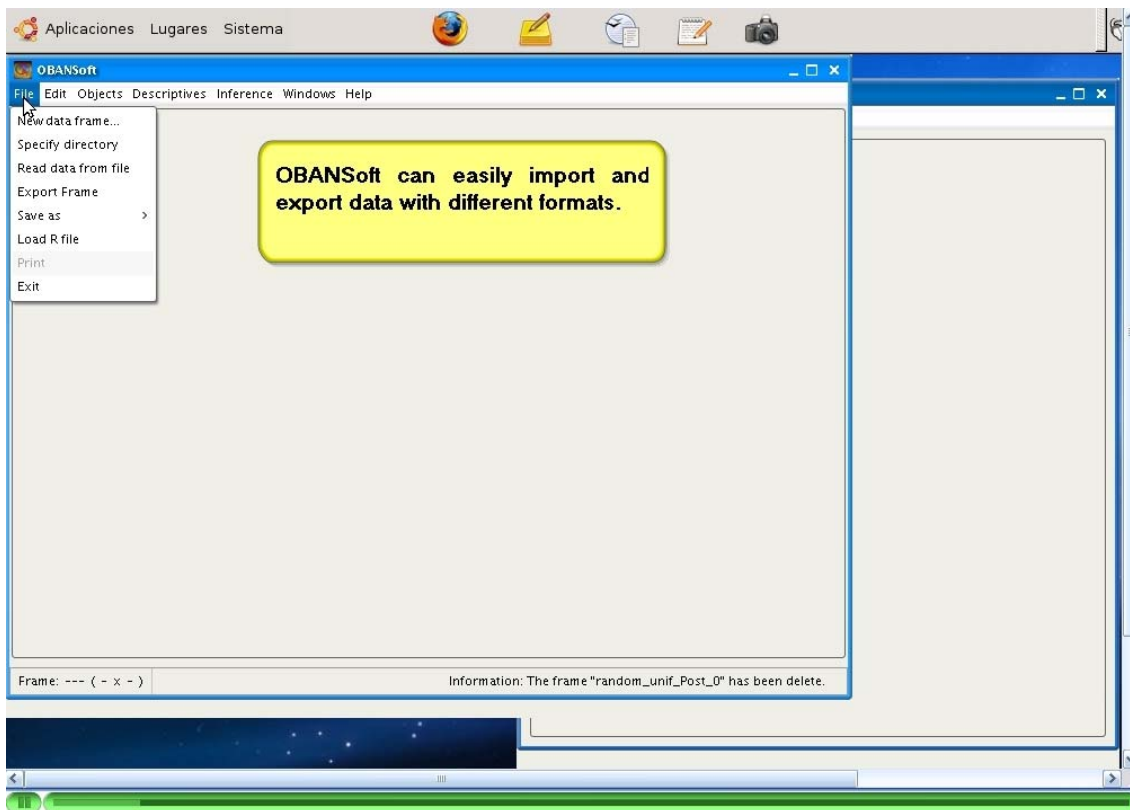 Aplicaciones Lugares Sistema
OBANSoft
File Edit Objects Descriptives Inference Windows Help
New data frame...
Specify directory
Read data from file
Export Frame
Save as
Load R file
Print
Exit
OBANSoft can easily import and
export data with different formats.
Frame: --- ( - x - )
Information: The frame "random_unif_Post_0" has been delete.